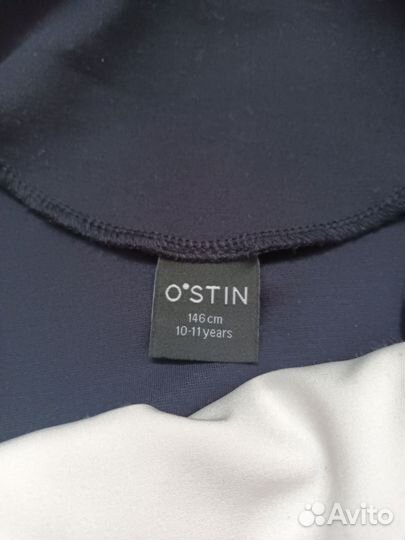 O'STIN
146 cm
10-11 years
Avito